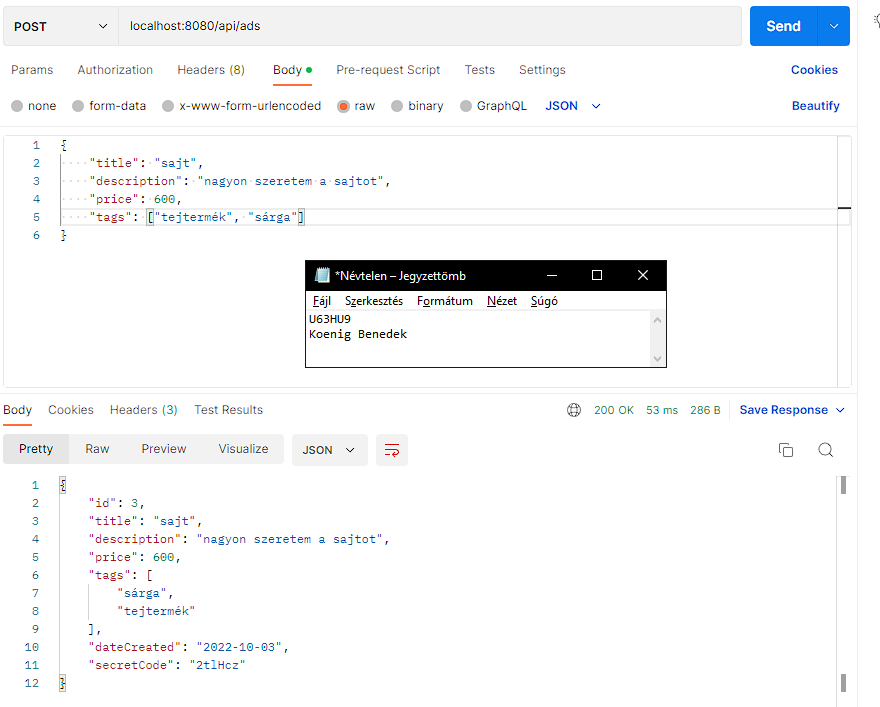 POST localhost:8080/api/ads Send
Params Authorization Headers (8) Body Pre-request Script Tests Settings Cookies
none form-data x-www-form-urlencoded raw binary GraphQL JSON Beautify
1 {
2 "title": "sajt",
3 "description": "nagyon szeretem a sajtot",
4 "price": 600,
5 "tags": ["tejtermék", "sárga"]
6 }
*Névtelen – Jegyzettömb
Fájl Szerkesztés Formátum Nézet Súgó
U63HU9
Koenig Benedek
Body Cookies Headers (3) Test Results 200 OK 53 ms 286 B Save Response
Pretty Raw Preview Visualize JSON
1 {
2 "id": 3,
3 "title": "sajt",
4 "description": "nagyon szeretem a sajtot",
5 "price": 600,
6 "tags": [
7 "sárga",
8 "tejtermék"
9 ],
10 "dateCreated": "2022-10-03",
11 "secretCode": "2tlHcz"
12 }